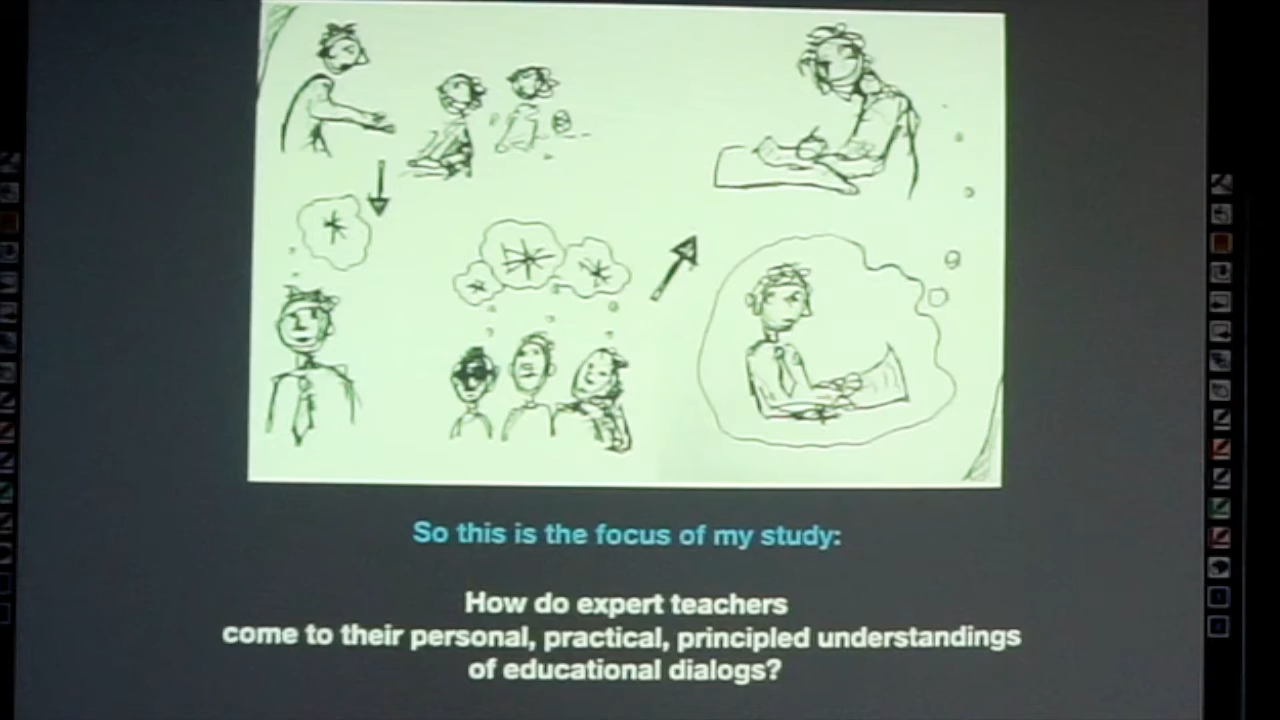 So this is the focus of my study:
How do expert teachers
come to their personal, practical, principled understandings
of educational dialogs?